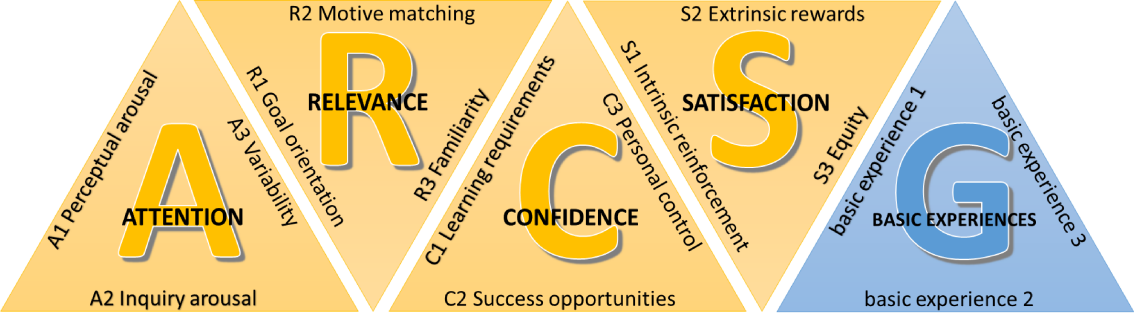 A
ATTENTION
A1 Perceptual arousal
A2 Inquiry arousal
A3 Variability
R
RELEVANCE
R1 Goal orientation
R2 Motive matching
R3 Familiarity
C
CONFIDENCE
C1 Learning requirements
C2 Success opportunities
C3 Personal control
S
SATISFACTION
S1 Intrinsic reinforcement
S2 Extrinsic rewards
S3 Equity
G
BASIC EXPERIENCES
basic experience 1
basic experience 2
basic experience 3